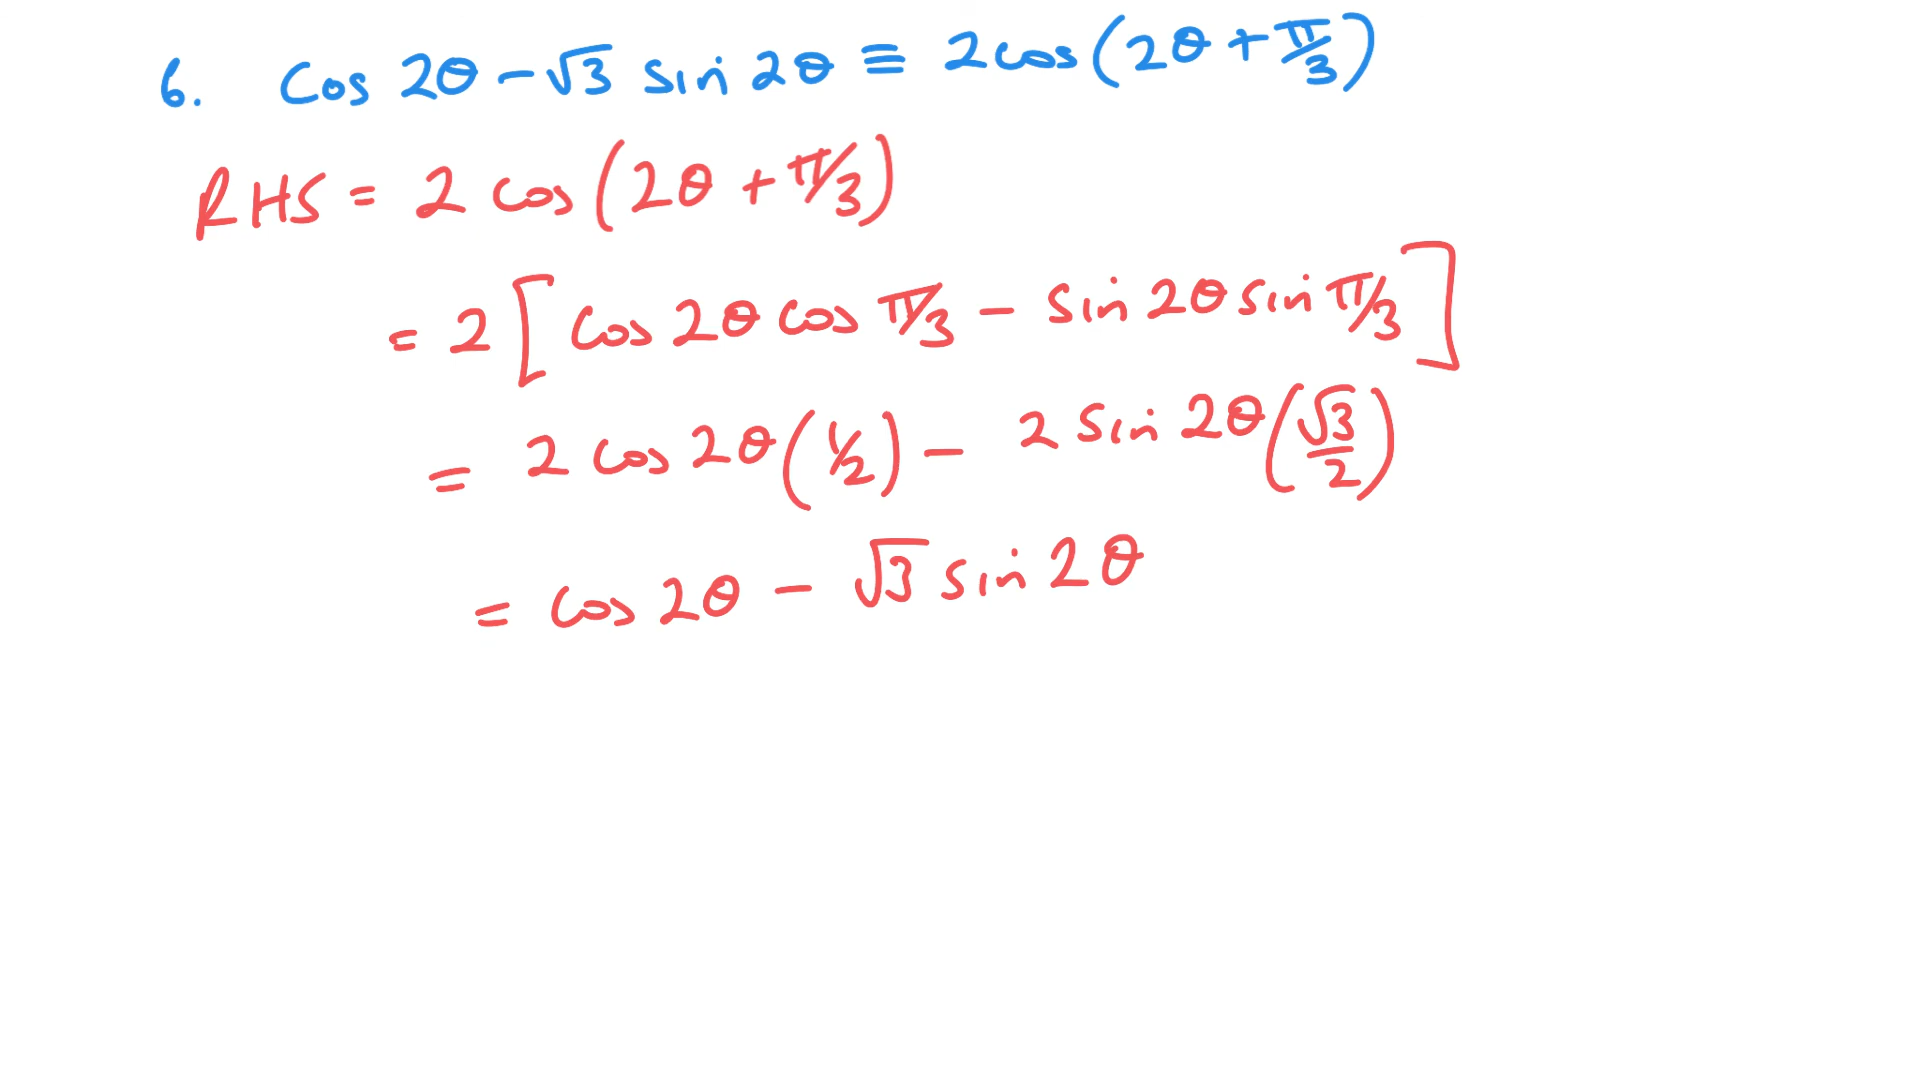 6. Cos 2θ - √3 sin 2θ ≡ 2cos(2θ + π/3)
RHS = 2 cos(2θ + π/3)
= 2[cos 2θ cos π/3 - sin 2θ sin π/3]
= 2 cos 2θ(1/2) - 2 sin 2θ(√3/2)
= cos 2θ - √3 sin 2θ